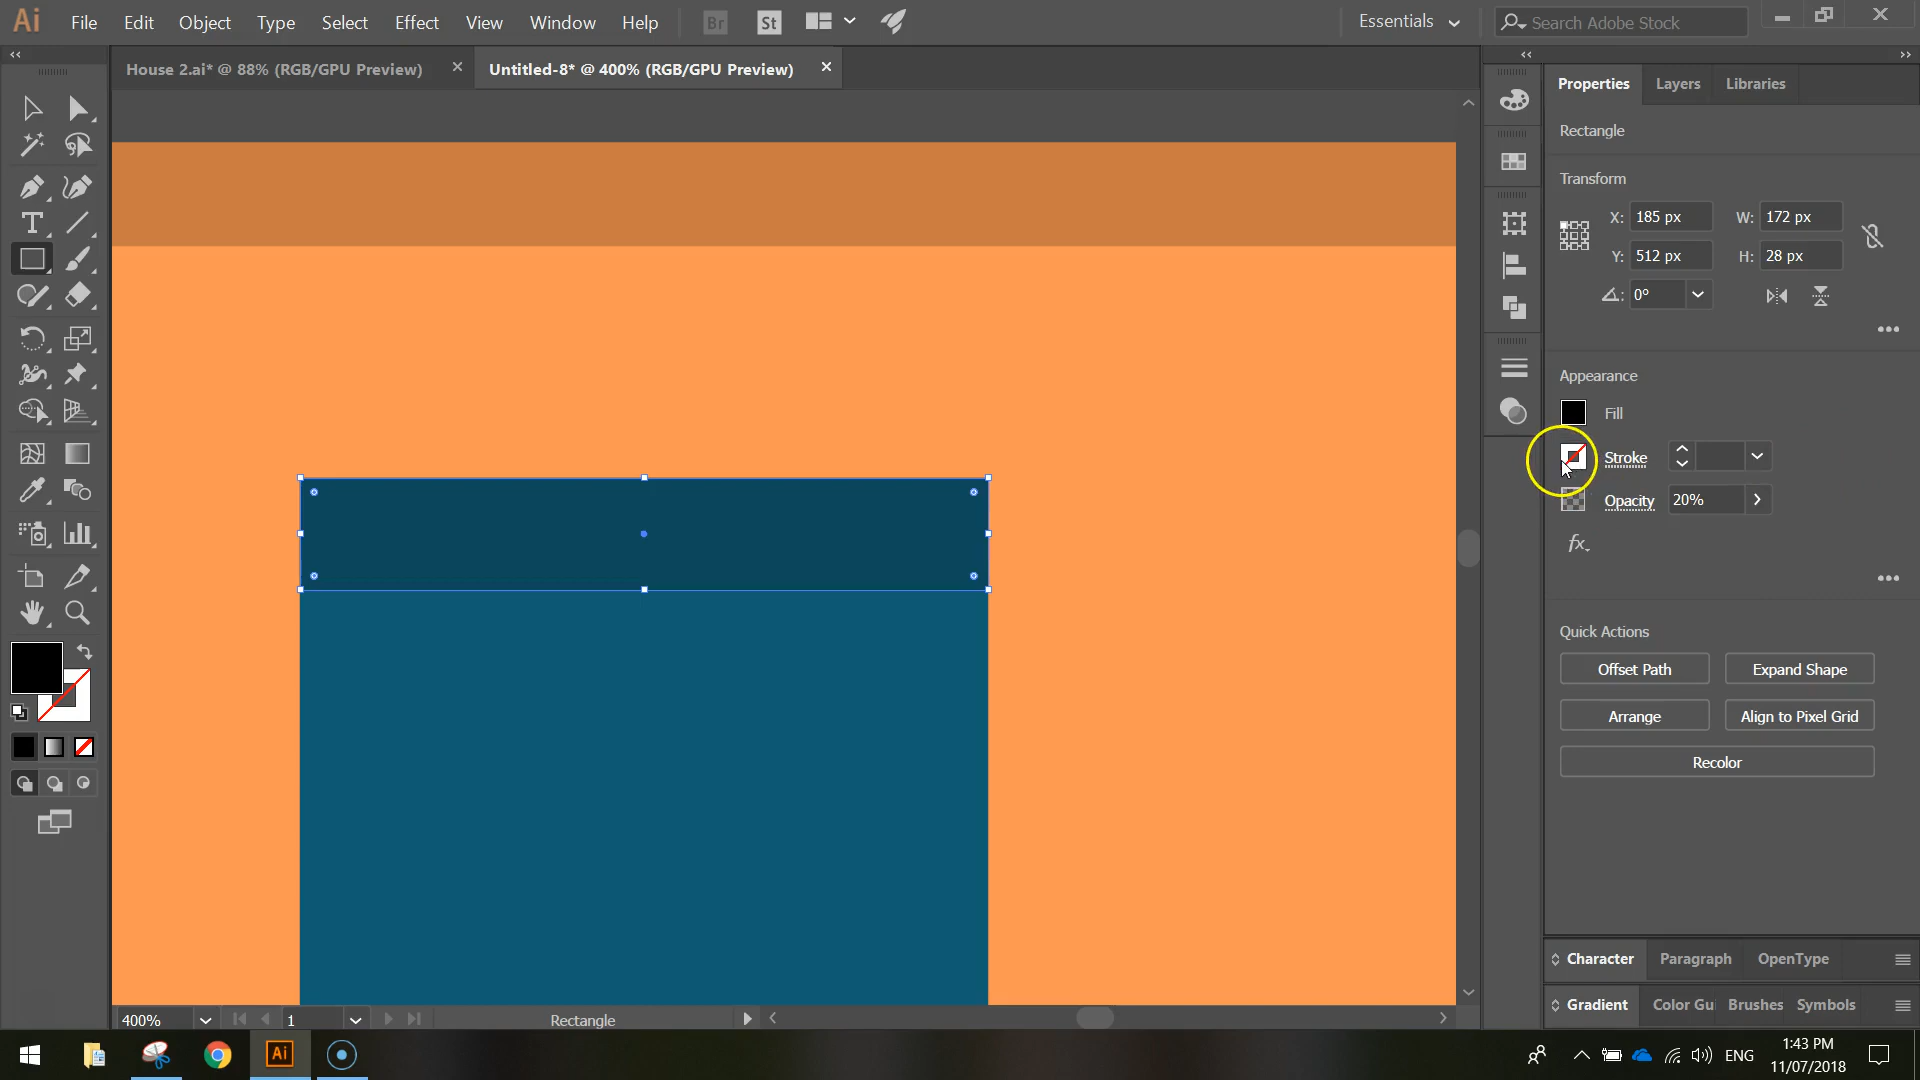 Ai File Edit Object Type Select Effect View Window Help Br St Essentials Search Adobe Stock
House 2.ai* @ 88% (RGB/GPU Preview) Untitled-8* @ 400% (RGB/GPU Preview)
Properties Layers Libraries
Rectangle
Transform
X: 185 px W: 172 px
Y: 512 px H: 28 px
0°
Appearance
Fill
Stroke
Opacity 20%
fx
Quick Actions
Offset Path Expand Shape
Arrange Align to Pixel Grid
Recolor
Character Paragraph OpenType
Gradient Color Gui Brushes Symbols
400% 1 Rectangle
Ai ENG
1:43 PM
11/07/2018